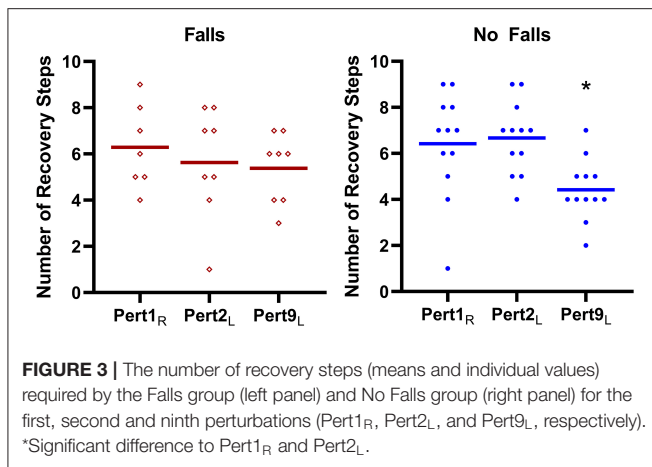 Falls
No Falls
Number of Recovery Steps
10
8
6
4
2
0
Pert1R Pert2L Pert9L
Number of Recovery Steps
10
8
6
4
2
0
*
Pert1R Pert2L Pert9L
FIGURE 3 | The number of recovery steps (means and individual values)
required by the Falls group (left panel) and No Falls group (right panel) for the
first, second and ninth perturbations (Pert1R, Pert2L, and Pert9L, respectively).
*Significant difference to Pert1R and Pert2L.